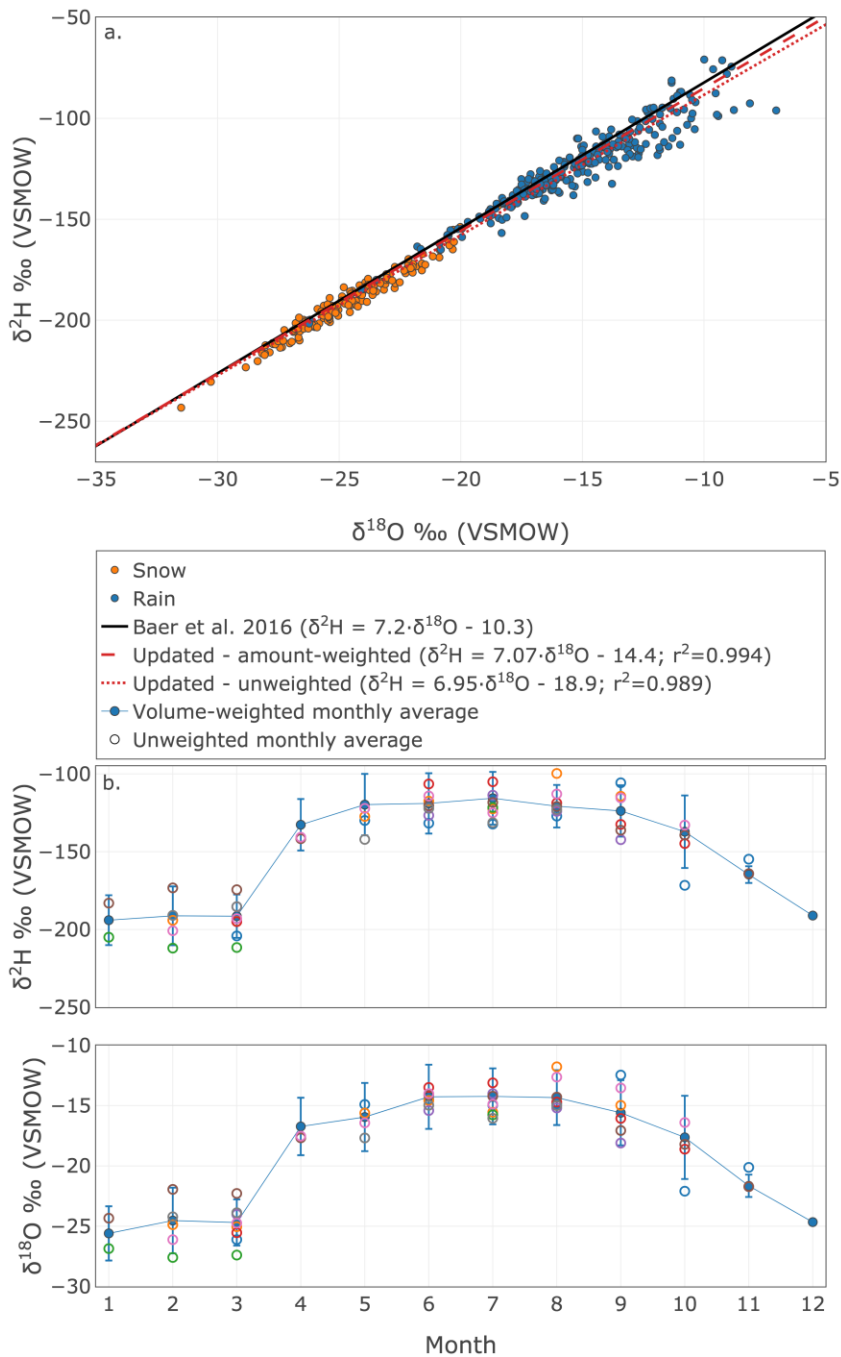 a.
δ²H ‰ (VSMOW)
−50
−100
−150
−200
−250
−35 −30 −25 −20 −15 −10 −5
δ¹⁸O ‰ (VSMOW)
Snow
Rain
Baer et al. 2016 (δ²H = 7.2·δ¹⁸O - 10.3)
Updated - amount-weighted (δ²H = 7.07·δ¹⁸O - 14.4; r²=0.994)
Updated - unweighted (δ²H = 6.95·δ¹⁸O - 18.9; r²=0.989)
Volume-weighted monthly average
Unweighted monthly average
b.
δ²H ‰ (VSMOW)
−100
−150
−200
−250
δ¹⁸O ‰ (VSMOW)
−10
−15
−20
−25
−30
1 2 3 4 5 6 7 8 9 10 11 12
Month